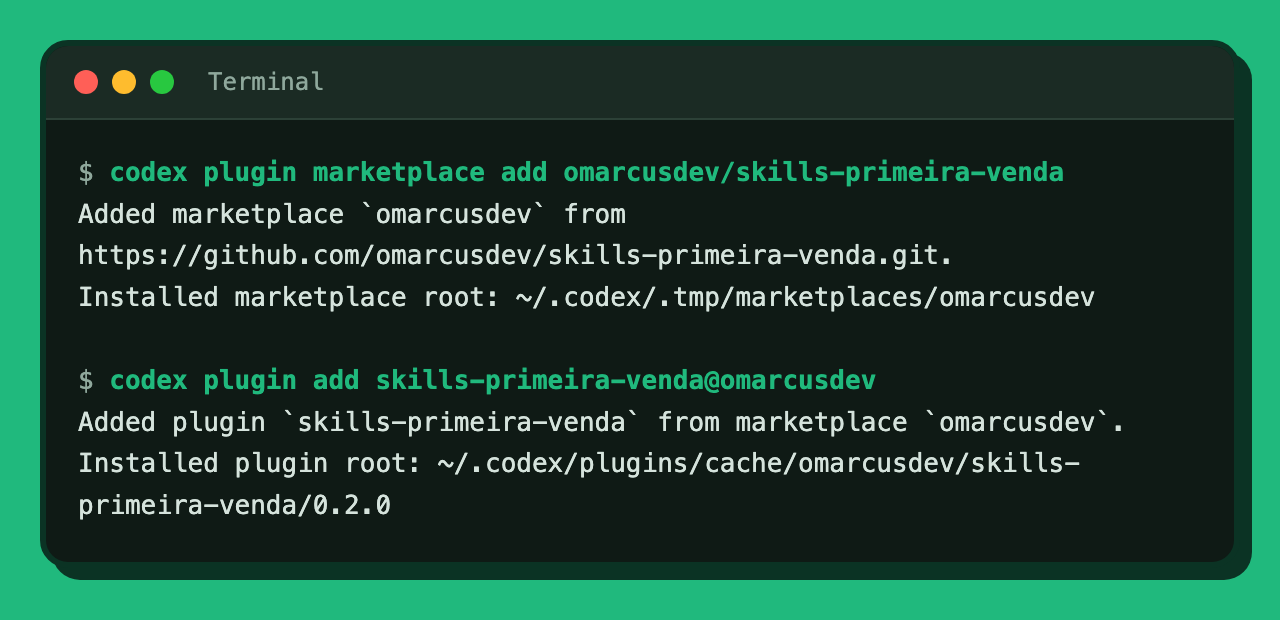 Terminal
$ codex plugin marketplace add omarcusdev/skills-primeira-venda
Added marketplace `omarcusdev` from
https://github.com/omarcusdev/skills-primeira-venda.git.
Installed marketplace root: ~/.codex/.tmp/marketplaces/omarcusdev
$ codex plugin add skills-primeira-venda@omarcusdev
Added plugin `skills-primeira-venda` from marketplace `omarcusdev`.
Installed plugin root: ~/.codex/plugins/cache/omarcusdev/skills-
primeira-venda/0.2.0